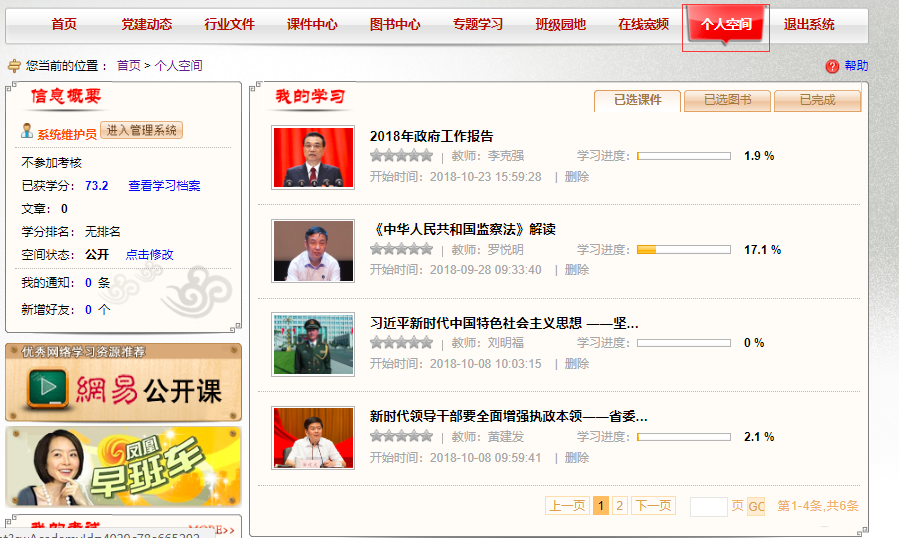 首页 党建动态 行业文件 课件中心 图书中心 专题学习 班级园地 在线视频 个人空间 退出系统
您当前的位置： 首页 > 个人空间
帮助
信息概要
系统维护员 进入管理系统
不参加考核
已获学分： 73.2 查看学习档案
文章： 0
学分排名： 无排名
空间状态： 公开 点击修改
我的通知： 0 条
新增好友： 0 个
优秀网络学习资源推荐
網易公开课
凤凰
早班车
MORE>>
我的学习
已选课件 已选图书 已完成
2018年政府工作报告
| 教师：李克强 学习进度： 1.9 %
开始时间：2018-10-23 15:59:28 | 删除
《中华人民共和国监察法》解读
| 教师：罗悦明 学习进度： 17.1 %
开始时间：2018-09-28 09:33:40 | 删除
习近平新时代中国特色社会主义思想 ——坚...
| 教师：刘明福 学习进度： 0 %
开始时间：2018-10-08 10:03:15 | 删除
新时代领导干部要全面增强执政本领——省委...
| 教师：黄建发 学习进度： 2.1 %
开始时间：2018-10-08 09:59:41 | 删除
上一页 1 2 下一页 页 GO 第1-4条,共6条